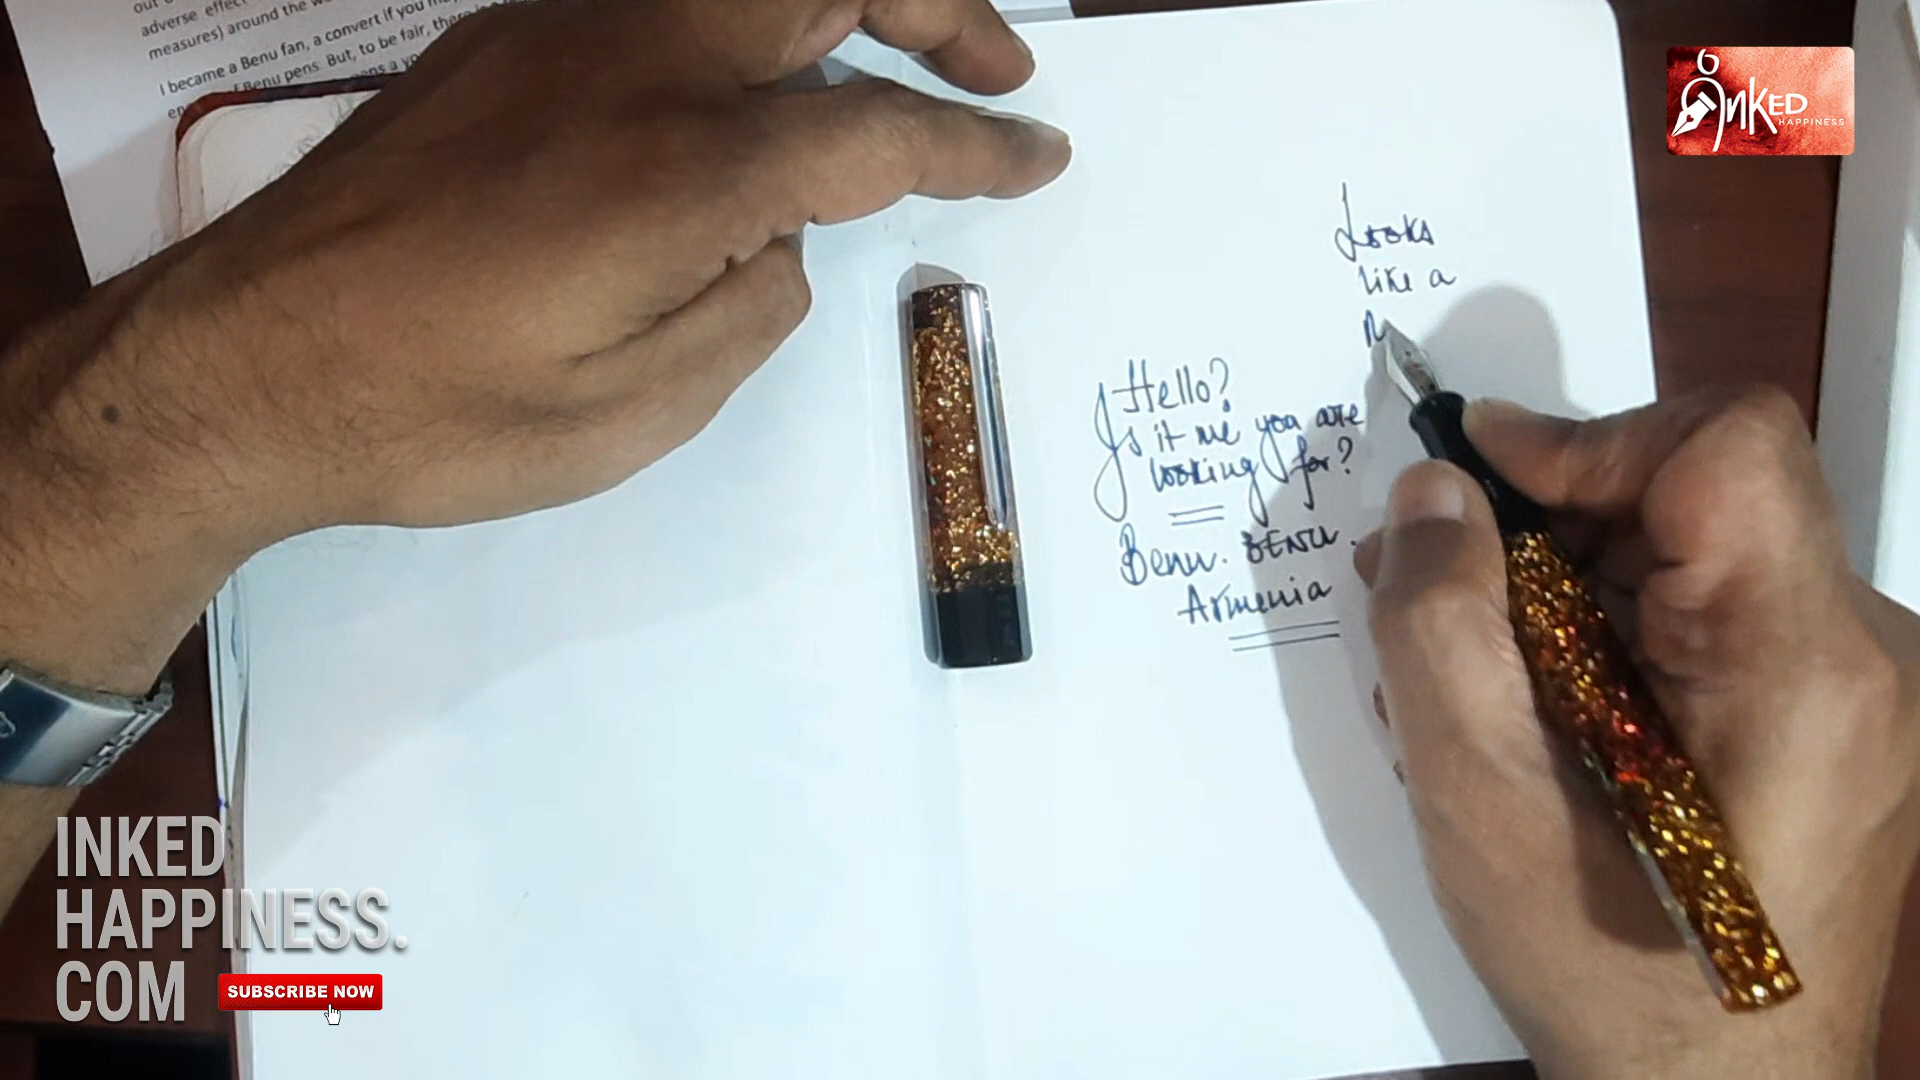 adverse effect
measures) around the
I became a Benu fan, a convert if you
of Benu pens. But, to be fair, there
InKED
HAPPINESS
Looks
like a
Hello?
Is it me you are
looking for?
Benu. BENU.
Armenia
INKED
HAPPINESS.
COM
SUBSCRIBE NOW